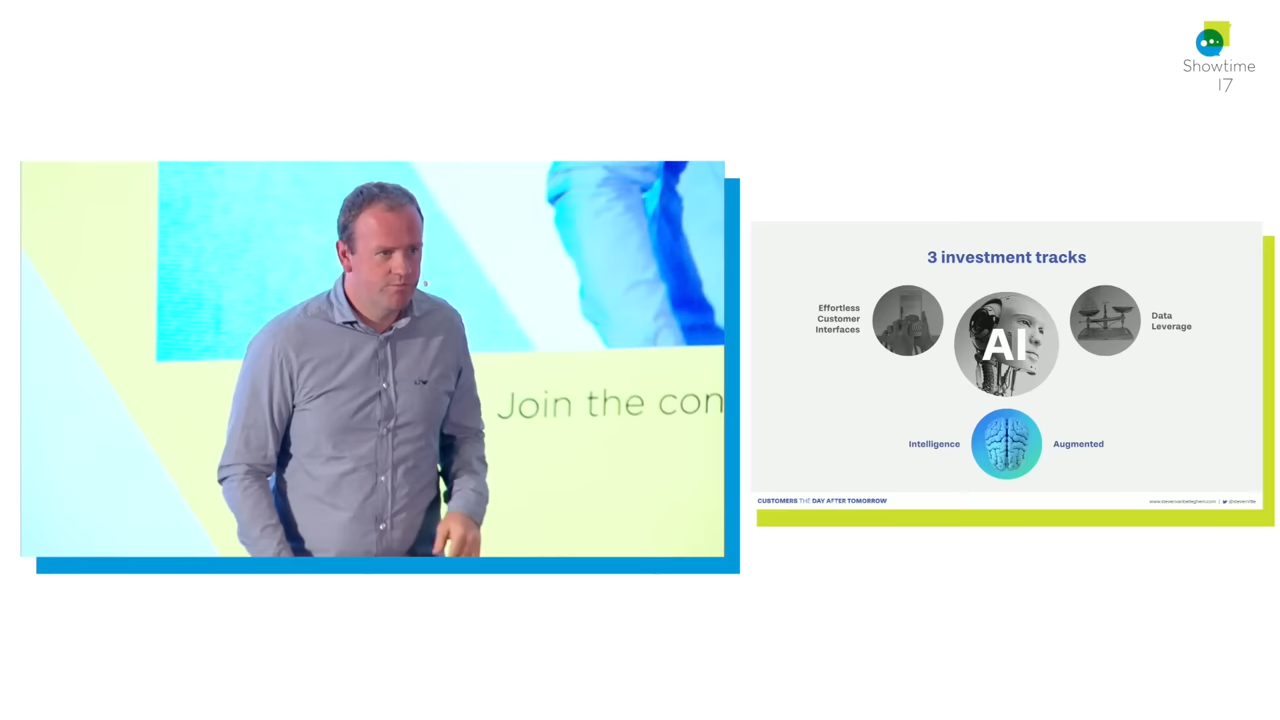 Showtime
17
Join the con
3 investment tracks
Effortless
Customer
Interfaces
AI
Data
Leverage
Intelligence
Augmented
CUSTOMERS THE DAY AFTER TOMORROW